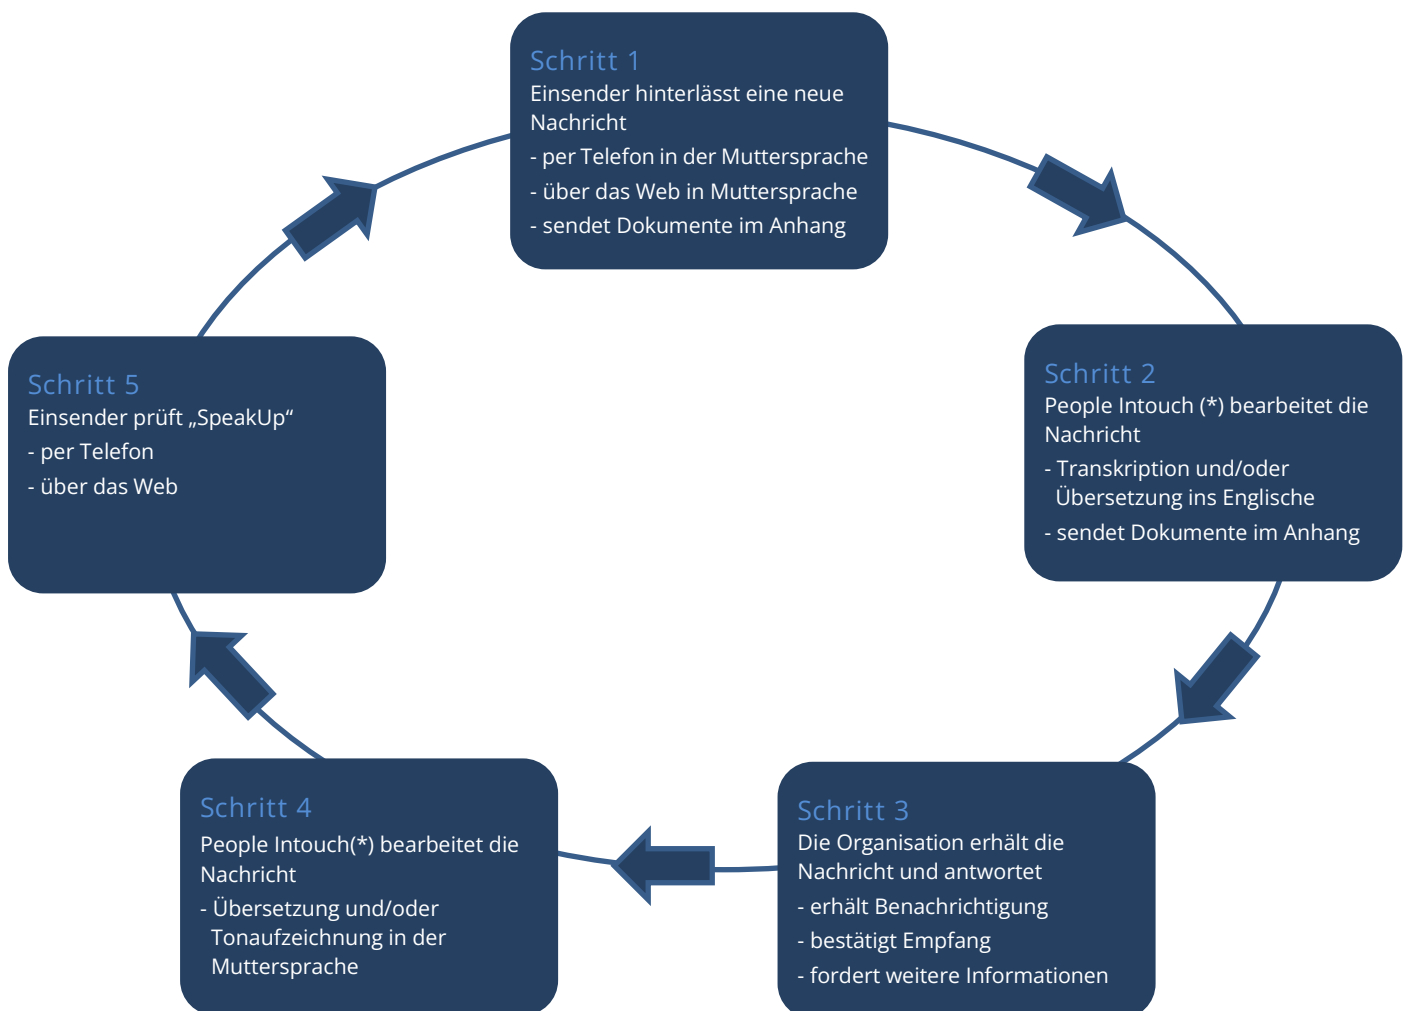 Schritt 1
Einsender hinterlässt eine neue
Nachricht
- per Telefon in der Muttersprache
- über das Web in Muttersprache
- sendet Dokumente im Anhang
Schritt 2
People Intouch (*) bearbeitet die
Nachricht
- Transkription und/oder
Übersetzung ins Englische
- sendet Dokumente im Anhang
Schritt 3
Die Organisation erhält die
Nachricht und antwortet
- erhält Benachrichtigung
- bestätigt Empfang
- fordert weitere Informationen
Schritt 4
People Intouch(*) bearbeitet die
Nachricht
- Übersetzung und/oder
Tonaufzeichnung in der
Muttersprache
Schritt 5
Einsender prüft „SpeakUp“
- per Telefon
- über das Web